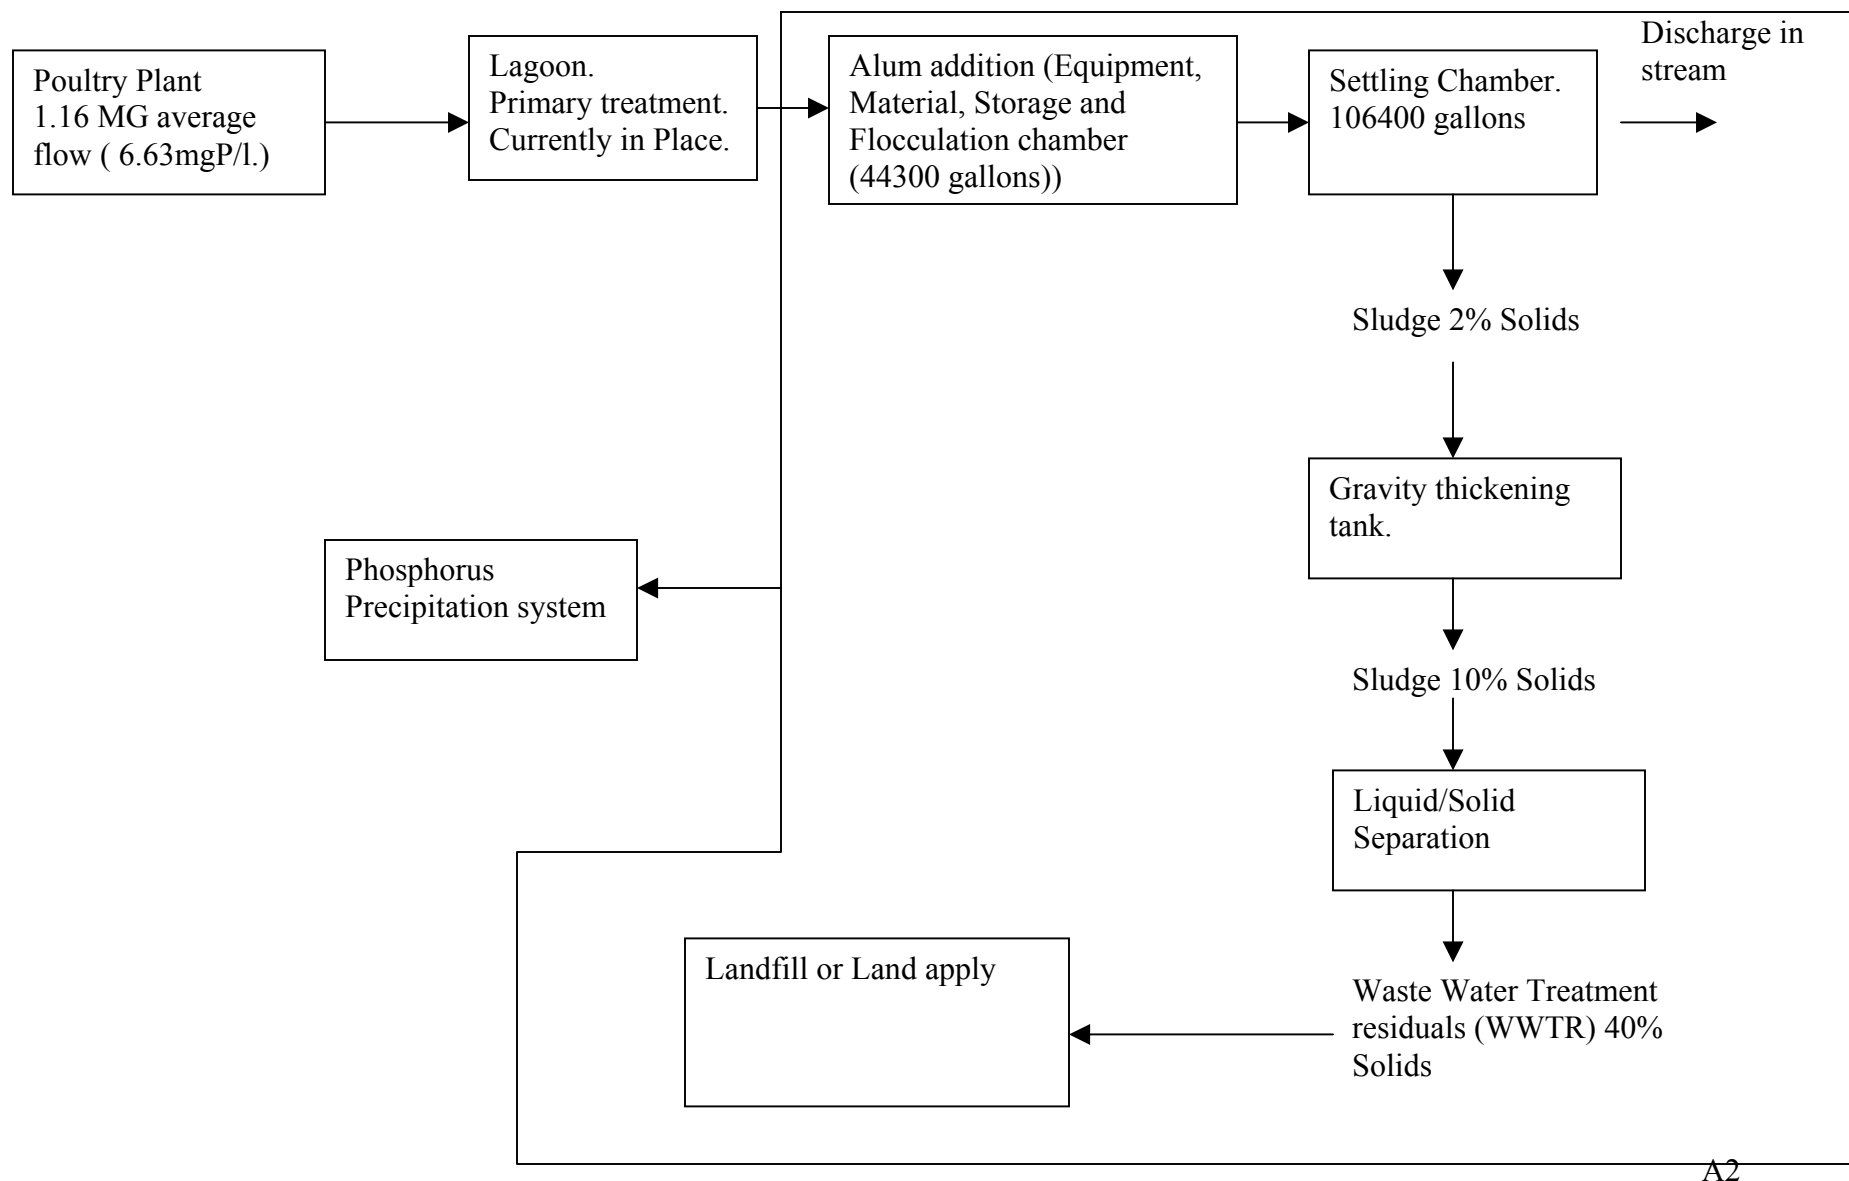 Poultry Plant
1.16 MG average
flow ( 6.63mgP/l.)
Lagoon.
Primary treatment.
Currently in Place.
Alum addition (Equipment,
Material, Storage and
Flocculation chamber
(44300 gallons))
Settling Chamber.
106400 gallons
Discharge in
stream
Sludge 2% Solids
Gravity thickening
tank.
Phosphorus
Precipitation system
Sludge 10% Solids
Liquid/Solid
Separation
Waste Water Treatment
residuals (WWTR) 40%
Solids
Landfill or Land apply
A2